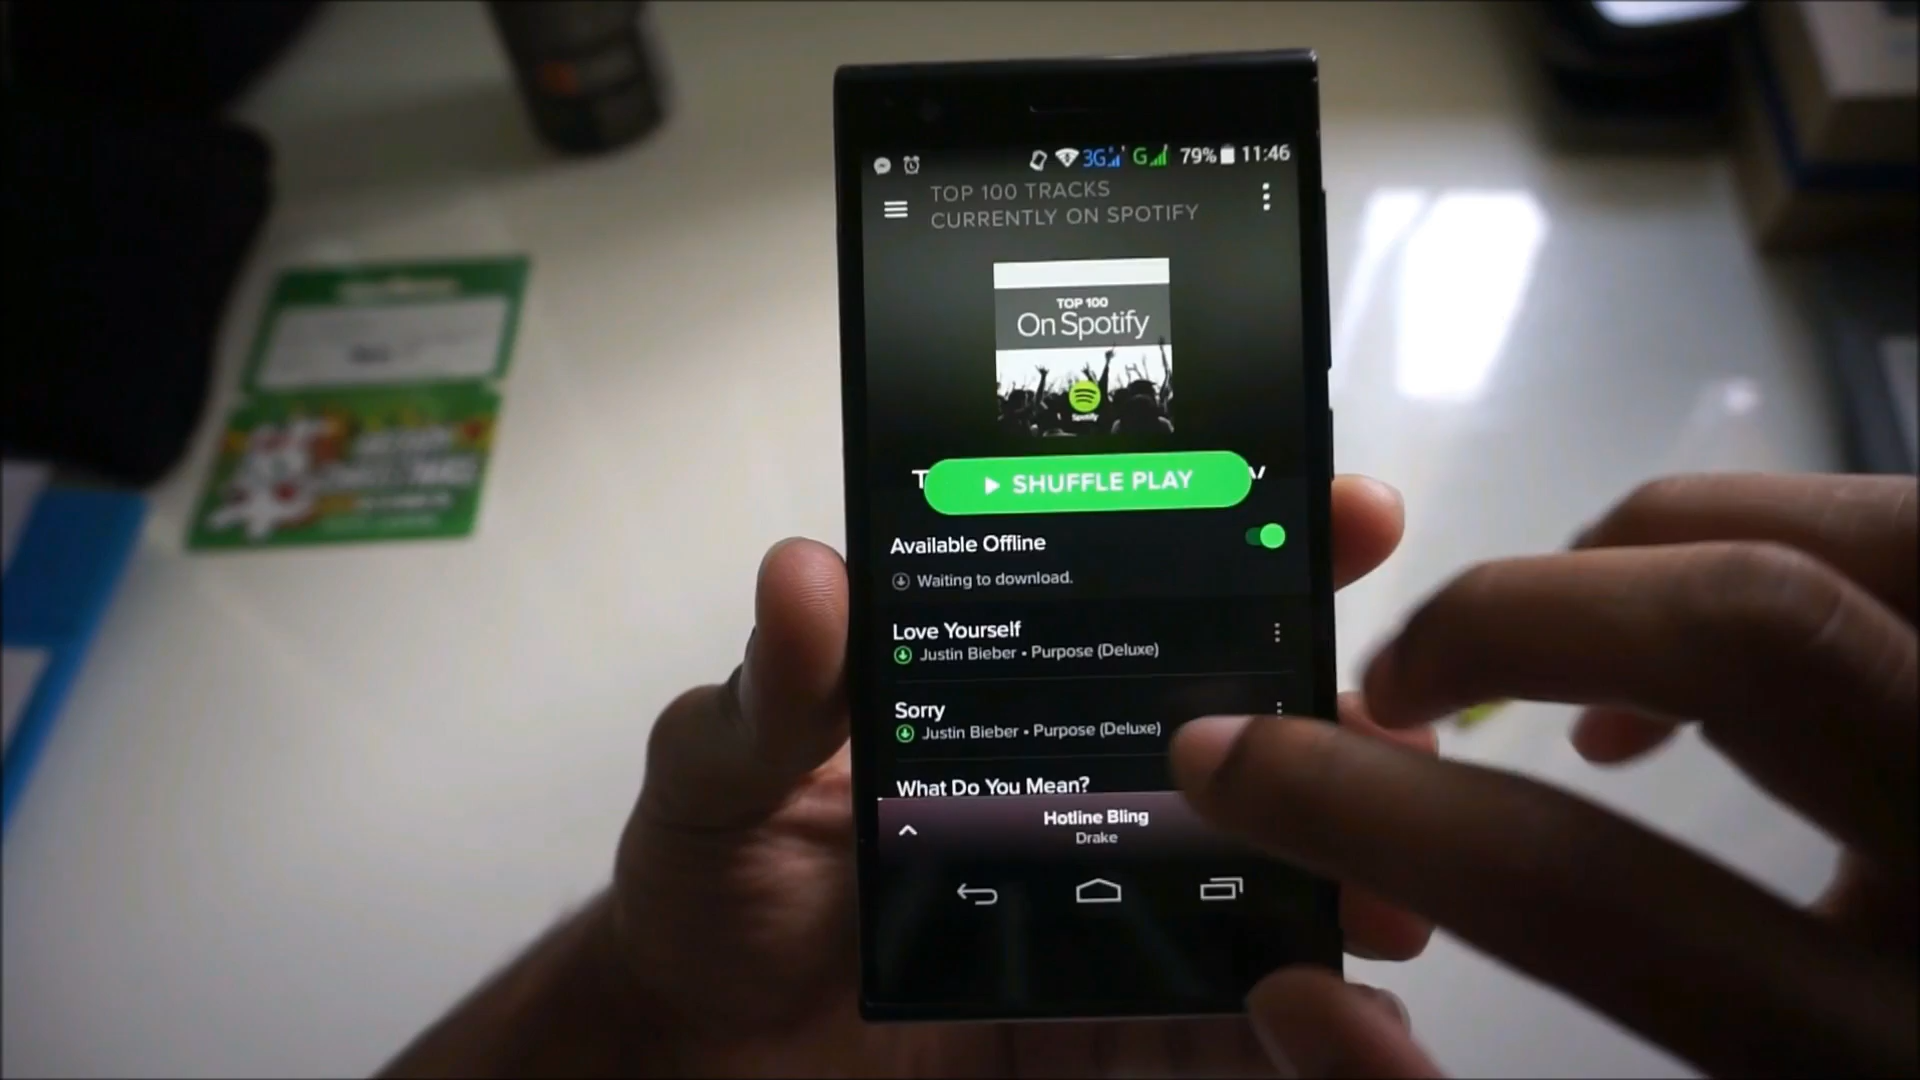 3G G 79% 11:46
TOP 100 TRACKS
CURRENTLY ON SPOTIFY
TOP 100
On Spotify
Spotify
SHUFFLE PLAY
Available Offline
Waiting to download.
Love Yourself
Justin Bieber • Purpose (Deluxe)
Sorry
Justin Bieber • Purpose (Deluxe)
What Do You Mean?
Hotline Bling
Drake